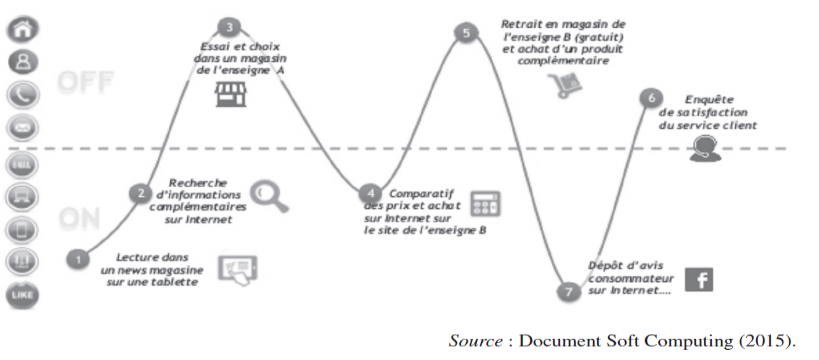 3
Essai et choix
dans un magasin
de l'enseigne A
5
Retrait en magasin de
l'enseigne B (gratuit)
et achat d'un produit
complémentaire
OFF
6
Enquête
de satisfaction
du service client
2
Recherche
d'informations
complémentaires
sur Internet
4
Comparatif
des prix et achat
sur Internet sur
le site de l'enseigne B
ON
1
Lecture dans
un news magasine
sur une tablette
7
Dépôt d'avis
consommateur
sur Internet....
f
LIKE
Source : Document Soft Computing (2015).